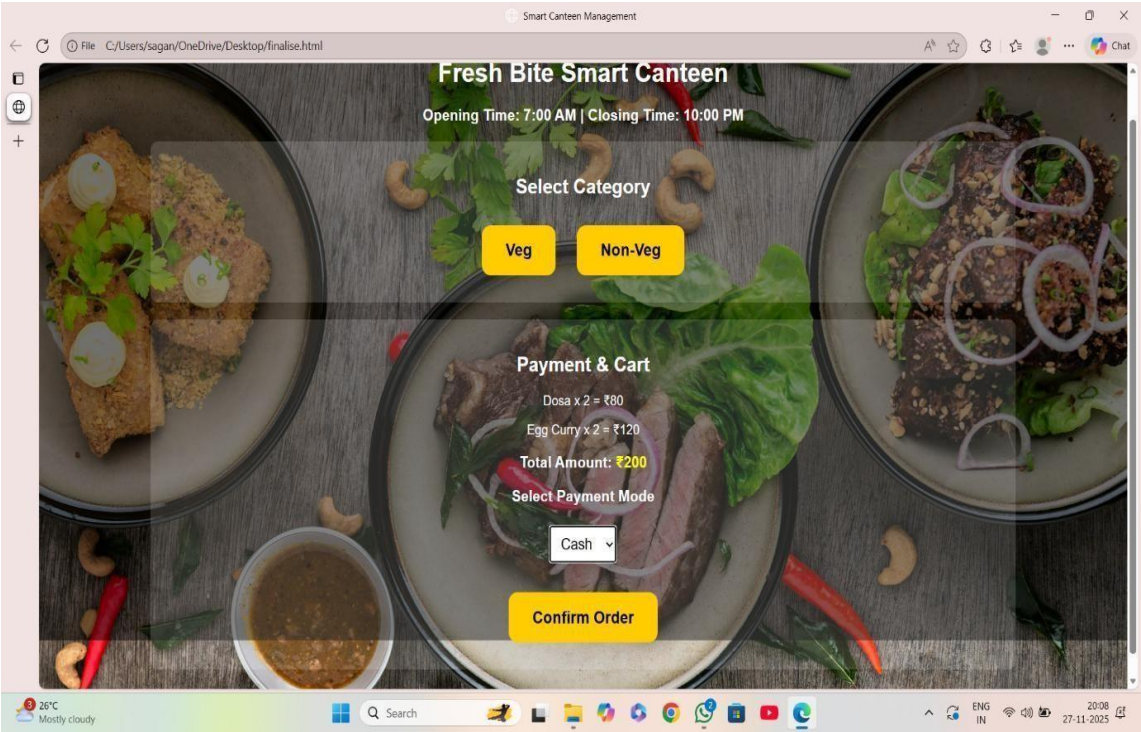 Smart Canteen Management
File C:/Users/sagan/OneDrive/Desktop/finalise.html
Chat
Fresh Bite Smart Canteen
Opening Time: 7:00 AM | Closing Time: 10:00 PM
Select Category
Veg Non-Veg
Payment & Cart
Dosa x 2 = ₹80
Egg Curry x 2 = ₹120
Total Amount: ₹200
Select Payment Mode
Cash
Confirm Order
3 26°C
Mostly cloudy
Search
2
ENG
IN
20:08
27-11-2025